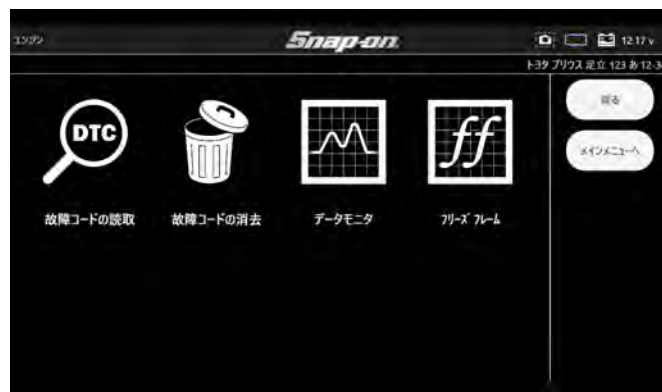 エンジン
Snap-on
12.17 v
トヨタ プリウス 足立 123 あ 12-3
戻る
メインメニューへ
DTC
ff
故障コードの読取
故障コードの消去
データモニタ
フリーズ フレーム